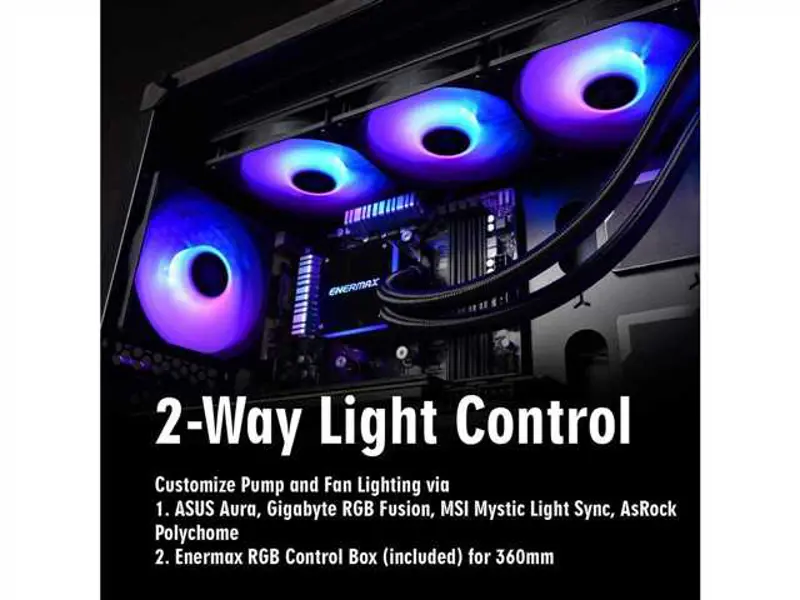 ENERMAX
2-Way Light Control
Customize Pump and Fan Lighting via
1. ASUS Aura, Gigabyte RGB Fusion, MSI Mystic Light Sync, AsRock
Polychome
2. Enermax RGB Control Box (included) for 360mm